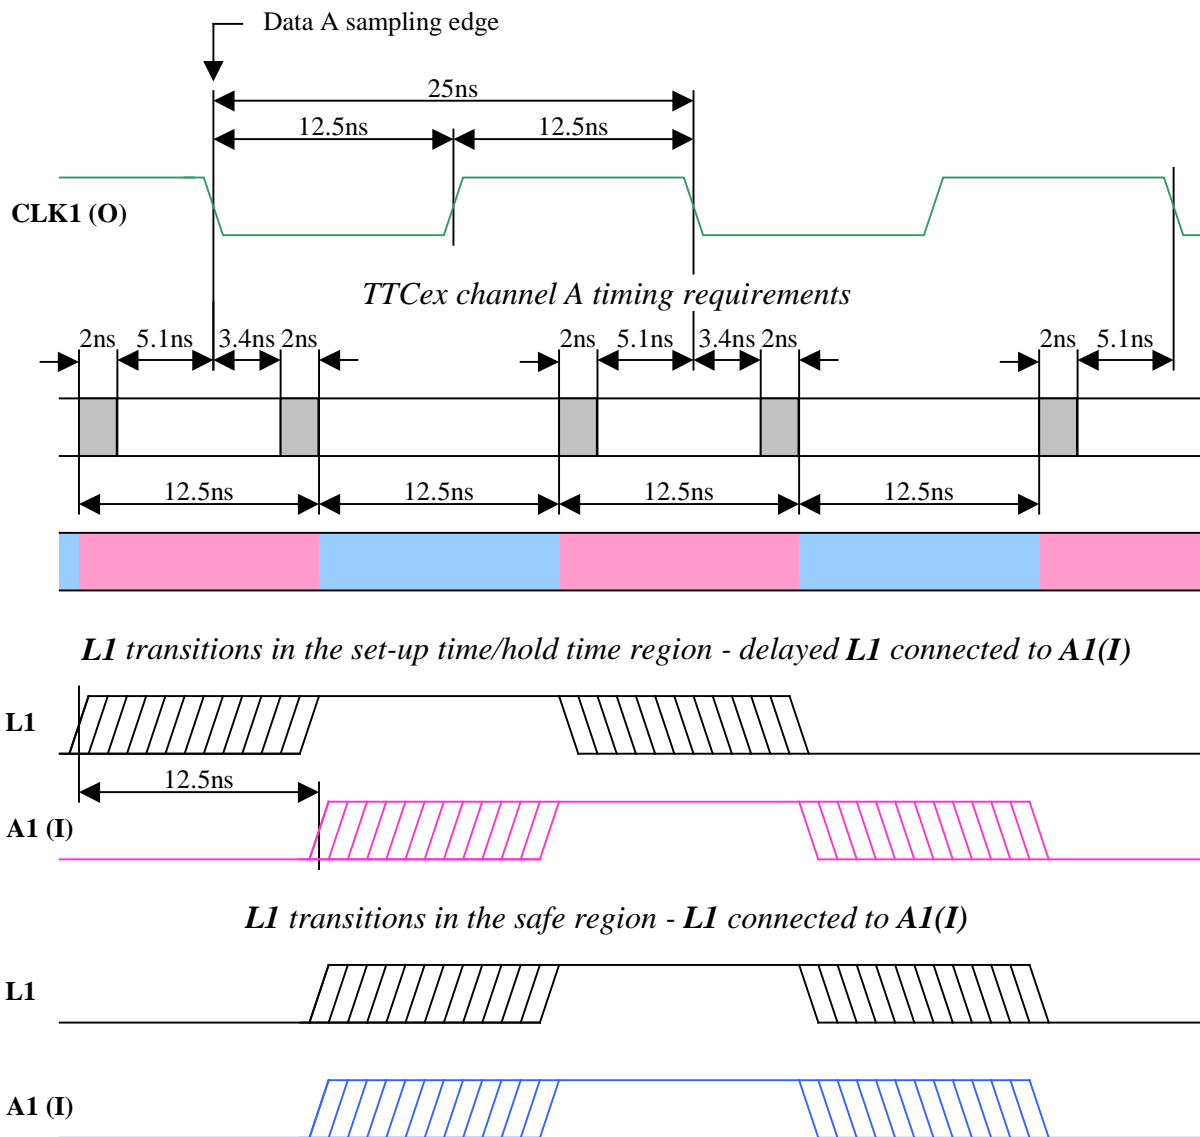 Data A sampling edge
25ns
12.5ns 12.5ns
CLK1 (O)
TTCex channel A timing requirements
2ns 5.1ns 3.4ns 2ns 2ns 5.1ns 3.4ns 2ns 2ns 5.1ns
12.5ns 12.5ns 12.5ns 12.5ns
L1 transitions in the set-up time/hold time region - delayed L1 connected to A1(I)
L1
12.5ns
A1 (I)
L1 transitions in the safe region - L1 connected to A1(I)
L1
A1 (I)